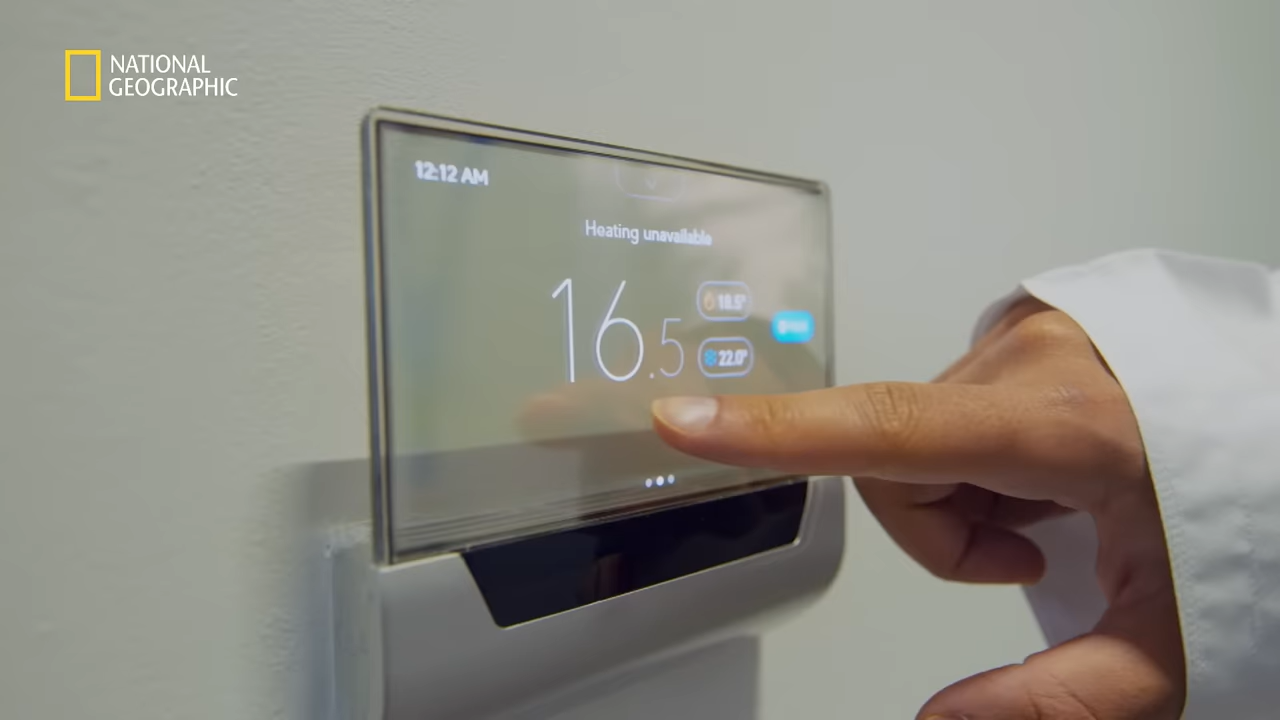 NATIONAL
GEOGRAPHIC
12:12 AM
Heating unavailable
16.5
18.5°
22.0°